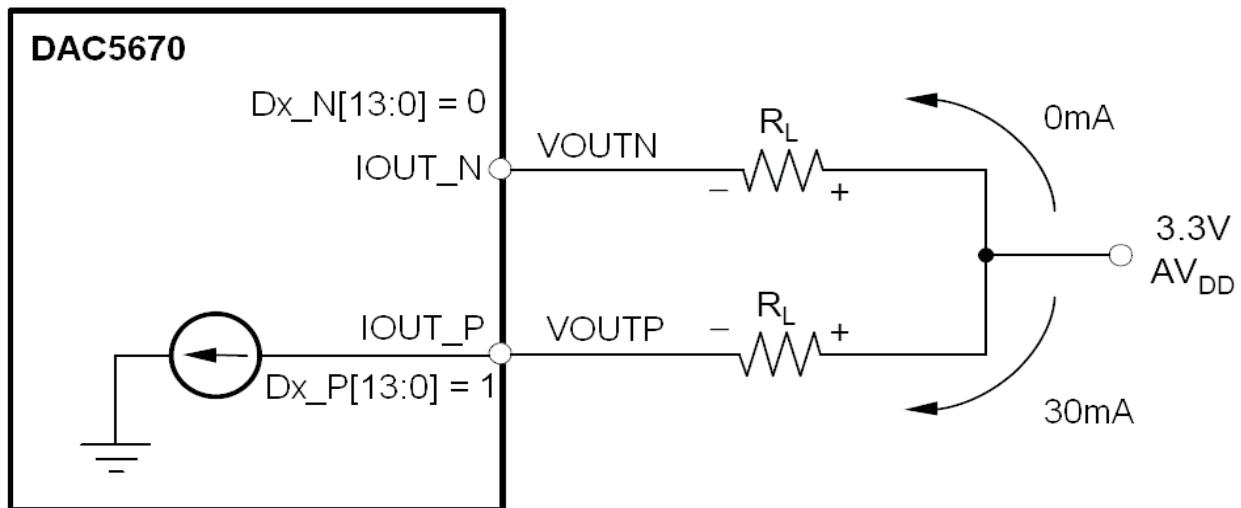 DAC5670
Dx_N[13:0] = 0
IOUT_N
VOUTN
R_L
− +
0mA
3.3V
AV_DD
IOUT_P
VOUTP
R_L
− +
Dx_P[13:0] = 1
30mA